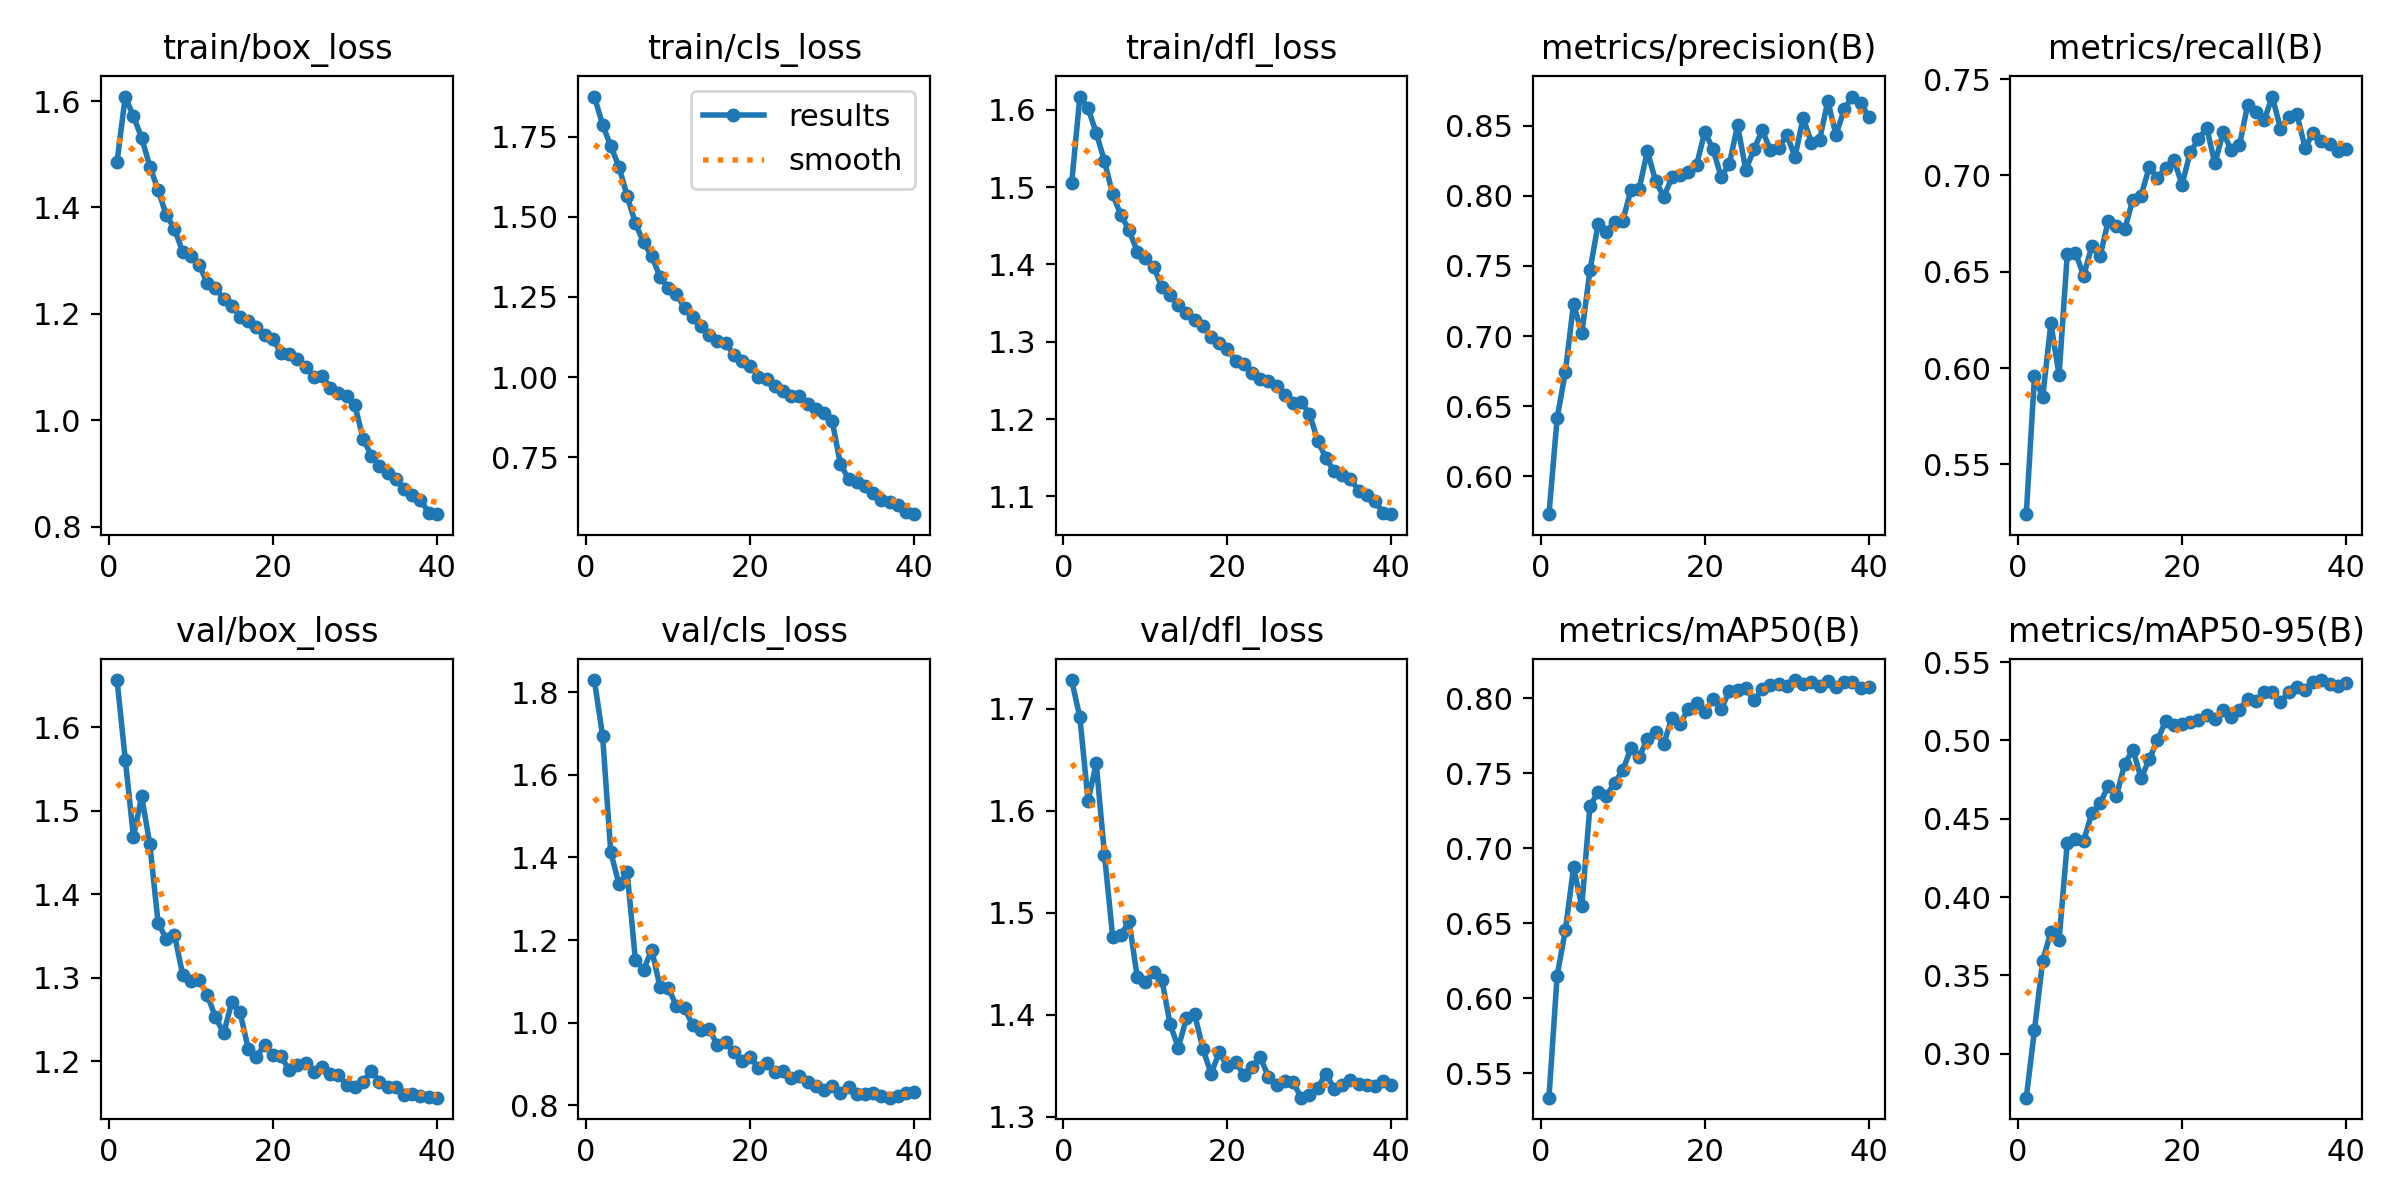 train/box_loss
1.6
1.4
1.2
1.0
0.8
0 20 40
train/cls_loss
results
smooth
1.75
1.50
1.25
1.00
0.75
0 20 40
train/dfl_loss
1.6
1.5
1.4
1.3
1.2
1.1
0 20 40
metrics/precision(B)
0.85
0.80
0.75
0.70
0.65
0.60
0 20 40
metrics/recall(B)
0.75
0.70
0.65
0.60
0.55
0 20 40
val/box_loss
1.6
1.5
1.4
1.3
1.2
0 20 40
val/cls_loss
1.8
1.6
1.4
1.2
1.0
0.8
0 20 40
val/dfl_loss
1.7
1.6
1.5
1.4
1.3
0 20 40
metrics/mAP50(B)
0.80
0.75
0.70
0.65
0.60
0.55
0 20 40
metrics/mAP50-95(B)
0.55
0.50
0.45
0.40
0.35
0.30
0 20 40